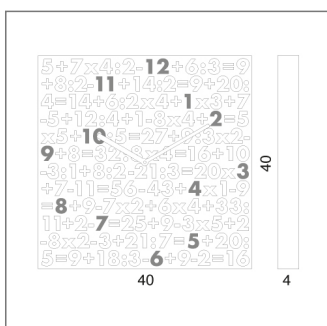 5+7x4:2-12+6:3=9
+8:2-11+14:2=9+20:
4=14+6:2x4+1x3+7
-5+12:4+1-8x4+2=5
x5+10:5=27+9:3x2-
9+8=32:8x4=16+10
-3:1+8:2-21:3=20x3
+7-11=56-43+4x1-9
=8+9-7x2+6x4+33:
11+2-7=25+9-3x5+2
-8x2-3+21:7=5+20:
5=9+18:3-6+9-2=16
40
40
4